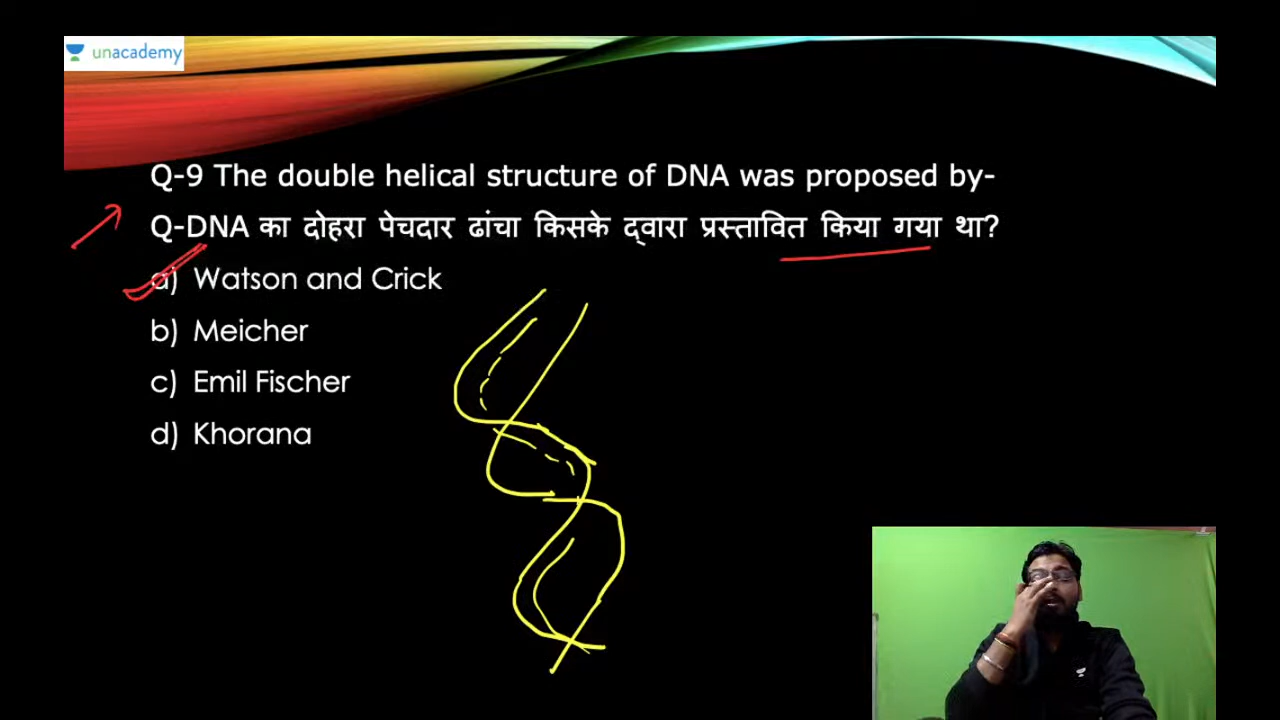 unacademy
Q-9 The double helical structure of DNA was proposed by-
Q-DNA का दोहरा पेचदार ढांचा किसके द्वारा प्रस्तावित किया गया था?
a) Watson and Crick
b) Meicher
c) Emil Fischer
d) Khorana